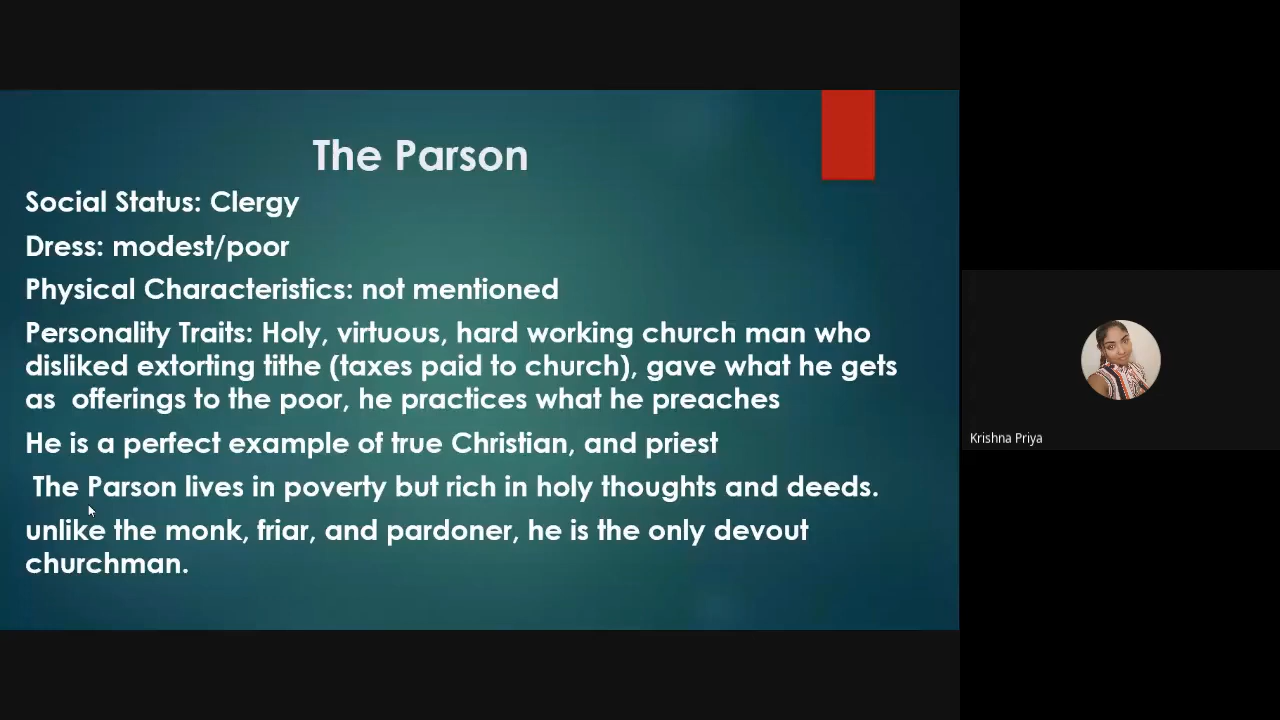 The Parson
Social Status: Clergy
Dress: modest/poor
Physical Characteristics: not mentioned
Personality Traits: Holy, virtuous, hard working church man who
disliked extorting tithe (taxes paid to church), gave what he gets
as  offerings to the poor, he practices what he preaches
He is a perfect example of true Christian, and priest
The Parson lives in poverty but rich in holy thoughts and deeds.
unlike the monk, friar, and pardoner, he is the only devout
churchman.
Krishna Priya